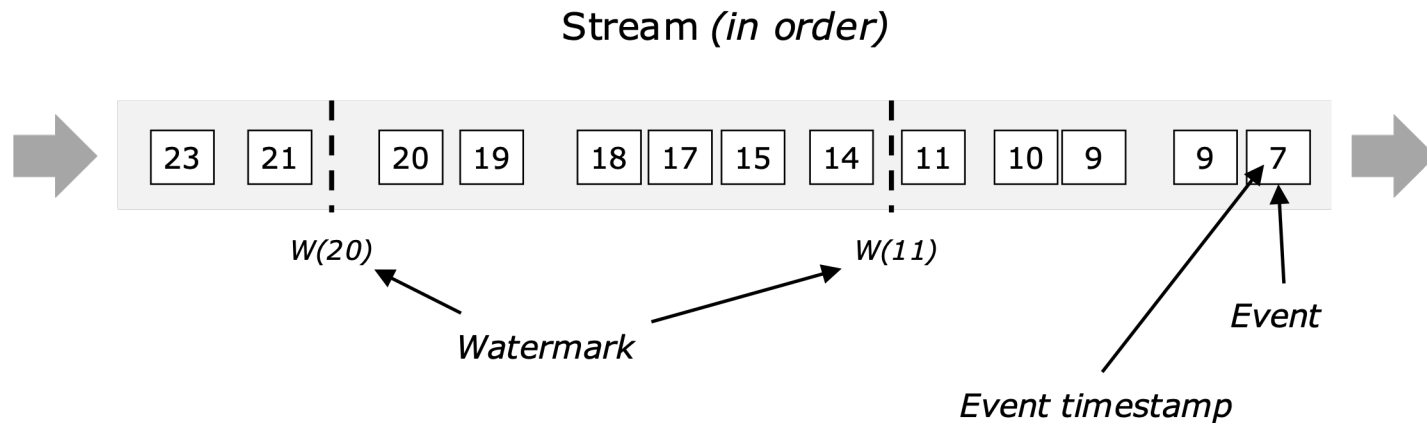 Stream (in order)
23 21 20 19 18 17 15 14 11 10 9 9 7
W(20) W(11)
Event
Watermark
Event timestamp